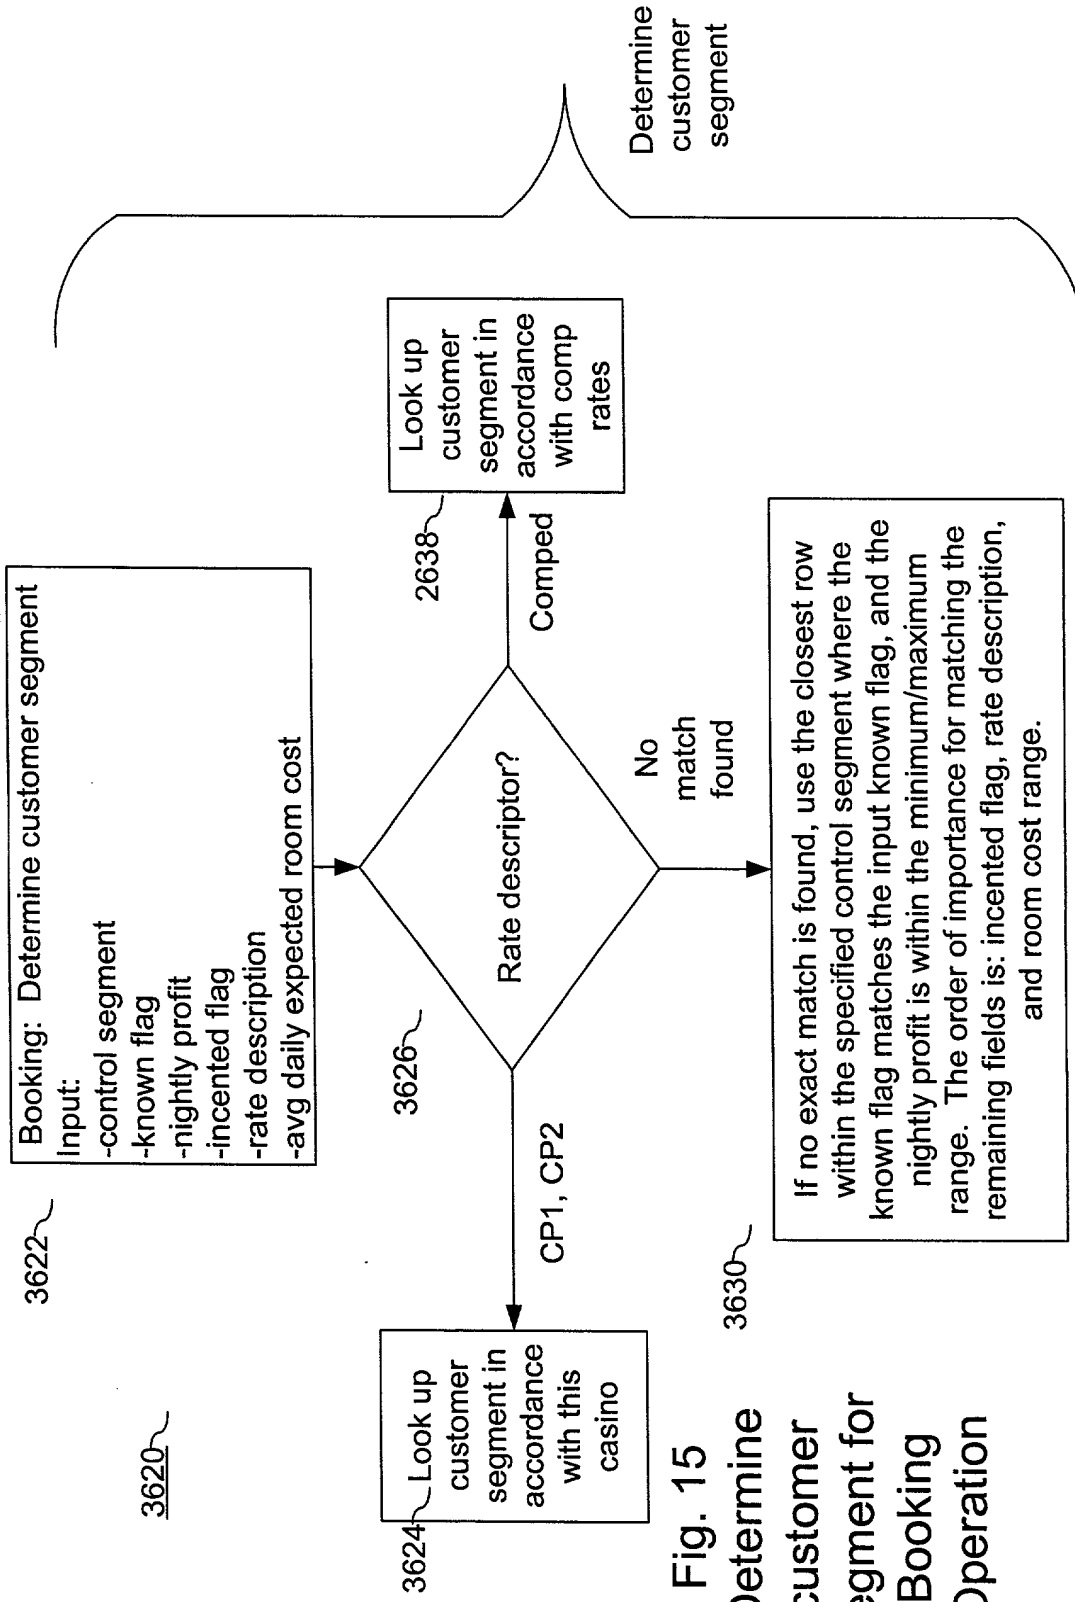 3620
3622
Booking: Determine customer segment
Input:
-control segment
-known flag
-nightly profit
-incented flag
-rate description
-avg daily expected room cost
3624
Look up
customer
segment in
accordance
with this
casino
CP1, CP2
3626
Rate descriptor?
Comped
2638
Look up
customer
segment in
accordance
with comp
rates
No
match
found
3630
If no exact match is found, use the closest row
within the specified control segment where the
known flag matches the input known flag, and the
nightly profit is within the minimum/maximum
range. The order of importance for matching the
remaining fields is: incented flag, rate description,
and room cost range.
Determine
customer
segment
Fig. 15
Determine
customer
segment for
Booking
Operation